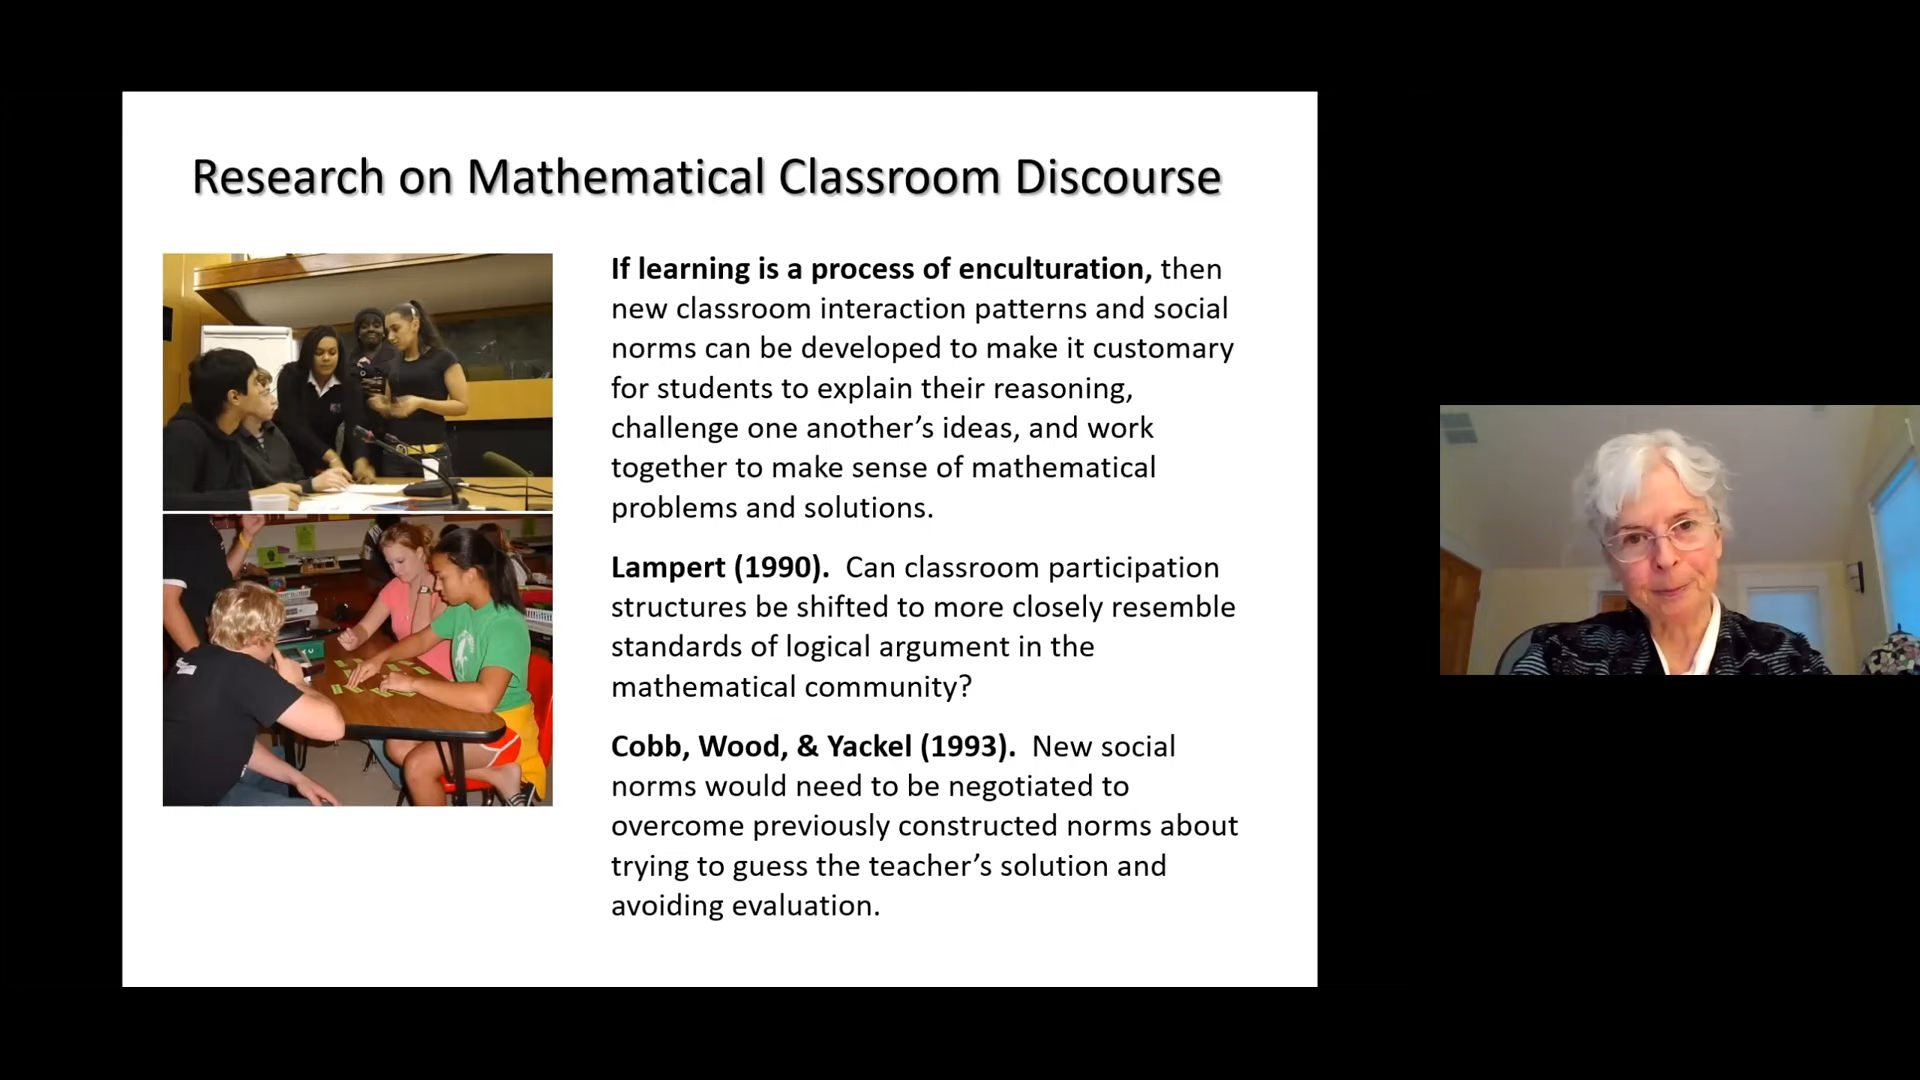 Research on Mathematical Classroom Discourse
If learning is a process of enculturation, then
new classroom interaction patterns and social
norms can be developed to make it customary
for students to explain their reasoning,
challenge one another’s ideas, and work
together to make sense of mathematical
problems and solutions.
Lampert (1990).  Can classroom participation
structures be shifted to more closely resemble
standards of logical argument in the
mathematical community?
Cobb, Wood, & Yackel (1993).  New social
norms would need to be negotiated to
overcome previously constructed norms about
trying to guess the teacher’s solution and
avoiding evaluation.